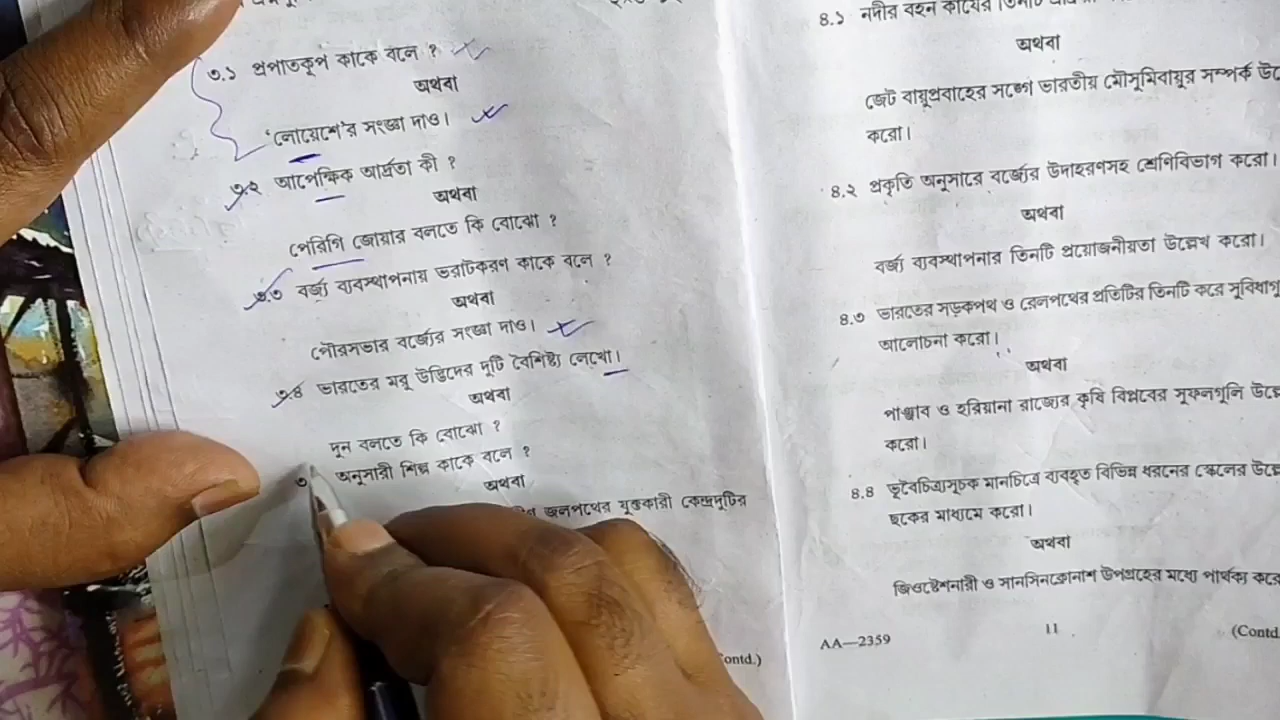 ৩.১ প্রপাতকূপ কাকে বলে ?
অথবা
'লোয়েশে'র সংজ্ঞা দাও।
৩.২ আপেক্ষিক আর্দ্রতা কী ?
অথবা
পেরিগি জোয়ার বলতে কি বোঝো ?
৩.৩ বর্জ্য ব্যবস্থাপনায় ভরাটকরণ কাকে বলে ?
অথবা
পৌরসভার বর্জ্যের সংজ্ঞা দাও।
৩.৪ ভারতের মরু উদ্ভিদের দুটি বৈশিষ্ট্য লেখো।
অথবা
দুন বলতে কি বোঝো ?
অনুসারী শিল্প কাকে বলে ?
অথবা
জলপথের যুক্তকারী কেন্দ্রদুটির
ontd.)
৪.১ নদীর বহন কার্যের তিনটি
অথবা
জেট বায়ুপ্রবাহের সঙ্গে ভারতীয় মৌসুমিবায়ুর সম্পর্ক
করো।
৪.২ প্রকৃতি অনুসারে বর্জ্যের উদাহরণসহ শ্রেণিবিভাগ করো।
অথবা
বর্জ্য ব্যবস্থাপনার তিনটি প্রয়োজনীয়তা উল্লেখ করো।
৪.৩ ভারতের সড়কপথ ও রেলপথের প্রতিটির তিনটি করে
আলোচনা করো।
অথবা
পাঞ্জাব ও হরিয়ানা রাজ্যের কৃষি বিপ্লবের সুফলগুলি
করো।
৪.৪ ভূবৈচিত্র্যসূচক মানচিত্রে ব্যবহৃত বিভিন্ন ধরনের স্কেলের
ছকের মাধ্যমে করো।
অথবা
জিওস্টেশনারী ও সানসিনক্রোনাশ উপগ্রহের মধ্যে পার্থক্য
AA—2359
11
(Contd.